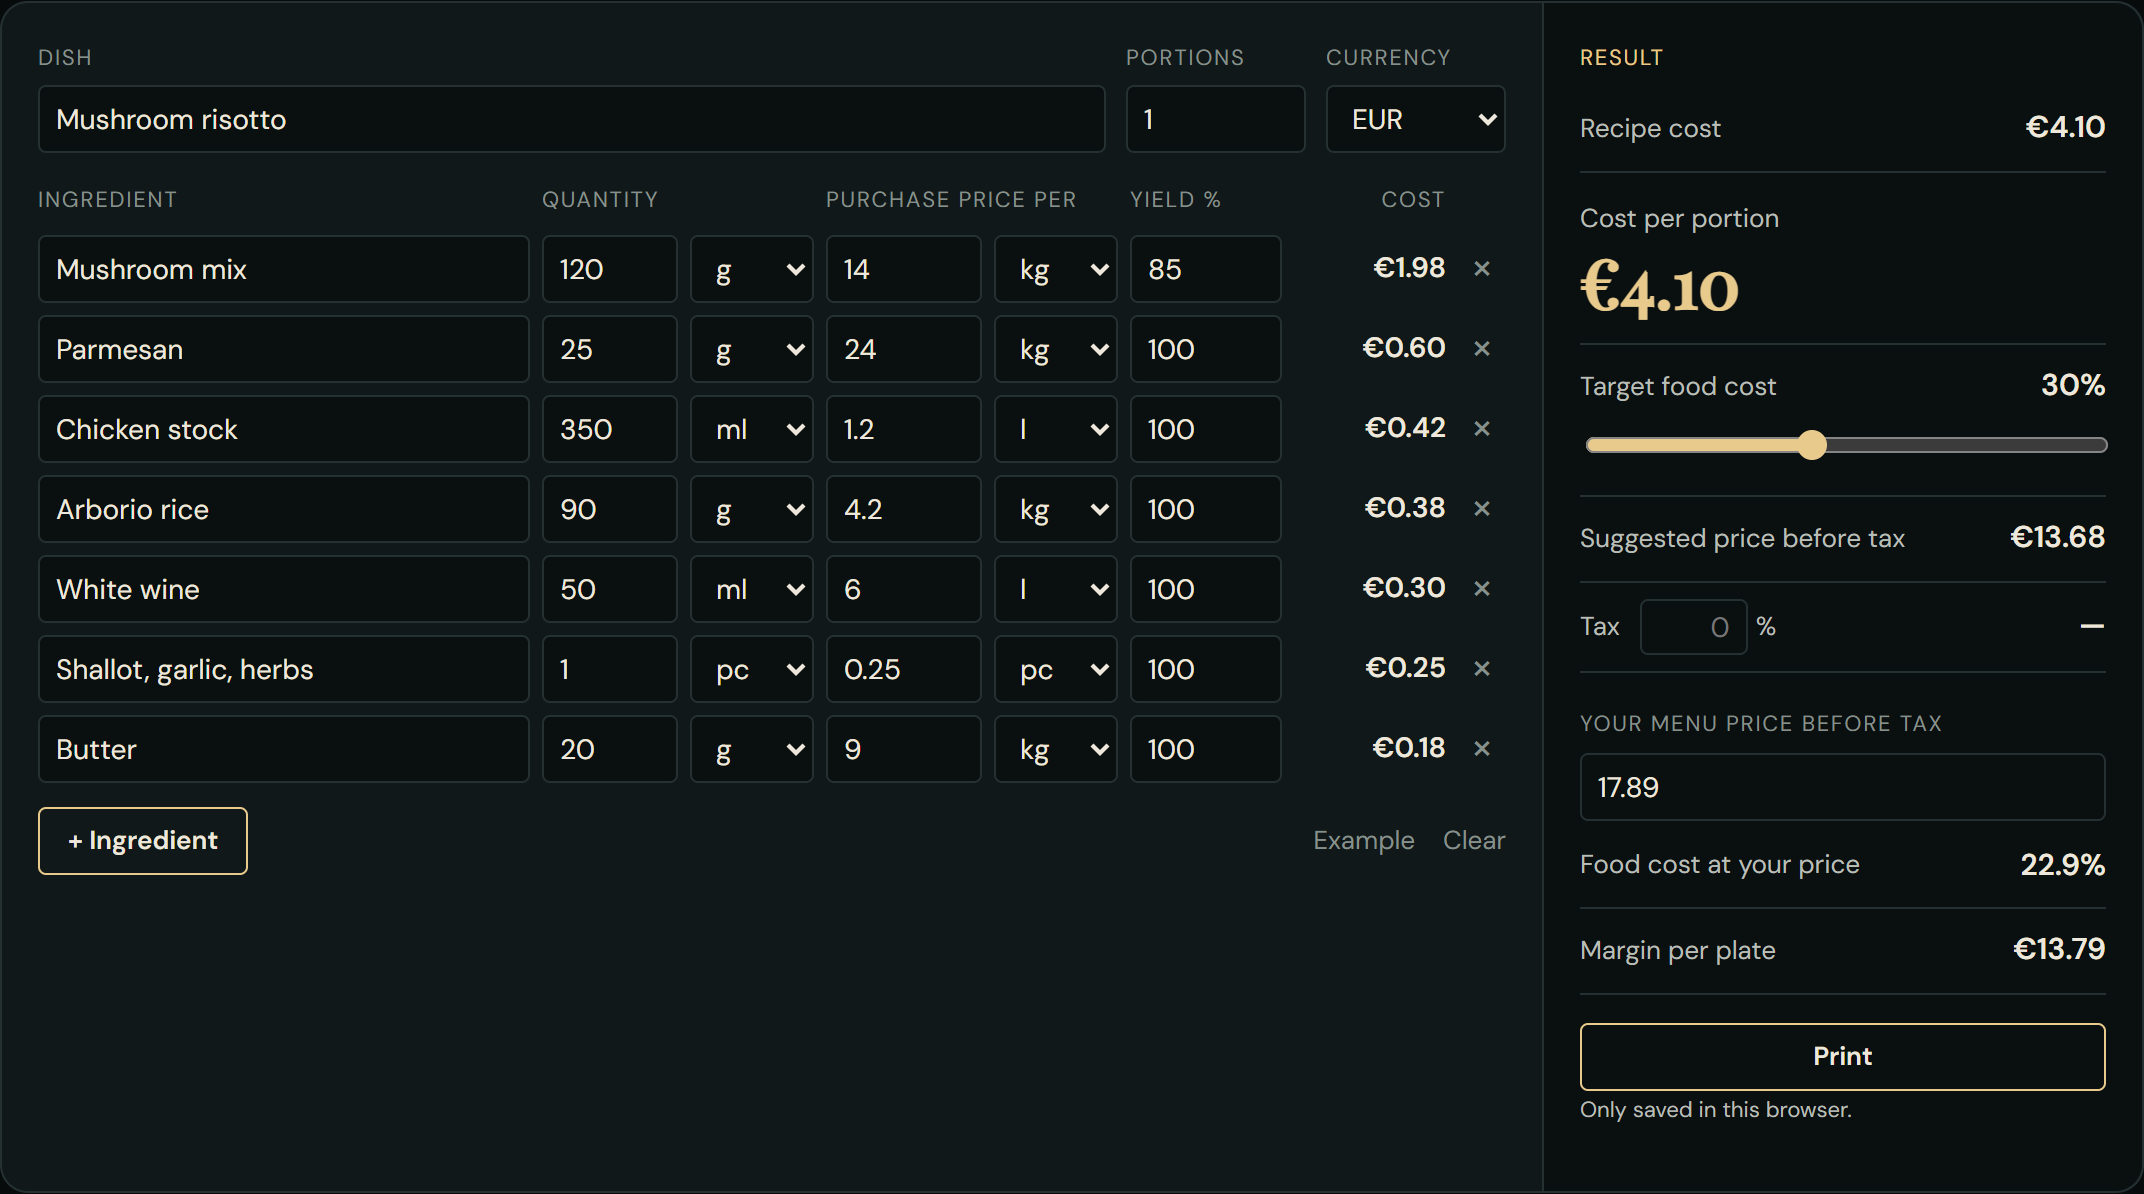 DISH PORTIONS CURRENCY
Mushroom risotto 1 EUR
INGREDIENT QUANTITY PURCHASE PRICE PER YIELD % COST
Mushroom mix 120 g 14 kg 85 €1.98 ×
Parmesan 25 g 24 kg 100 €0.60 ×
Chicken stock 350 ml 1.2 l 100 €0.42 ×
Arborio rice 90 g 4.2 kg 100 €0.38 ×
White wine 50 ml 6 l 100 €0.30 ×
Shallot, garlic, herbs 1 pc 0.25 pc 100 €0.25 ×
Butter 20 g 9 kg 100 €0.18 ×
+ Ingredient Example Clear
RESULT
Recipe cost €4.10
Cost per portion
€4.10
Target food cost 30%
Suggested price before tax €13.68
Tax 0 % —
YOUR MENU PRICE BEFORE TAX
17.89
Food cost at your price 22.9%
Margin per plate €13.79
Print
Only saved in this browser.